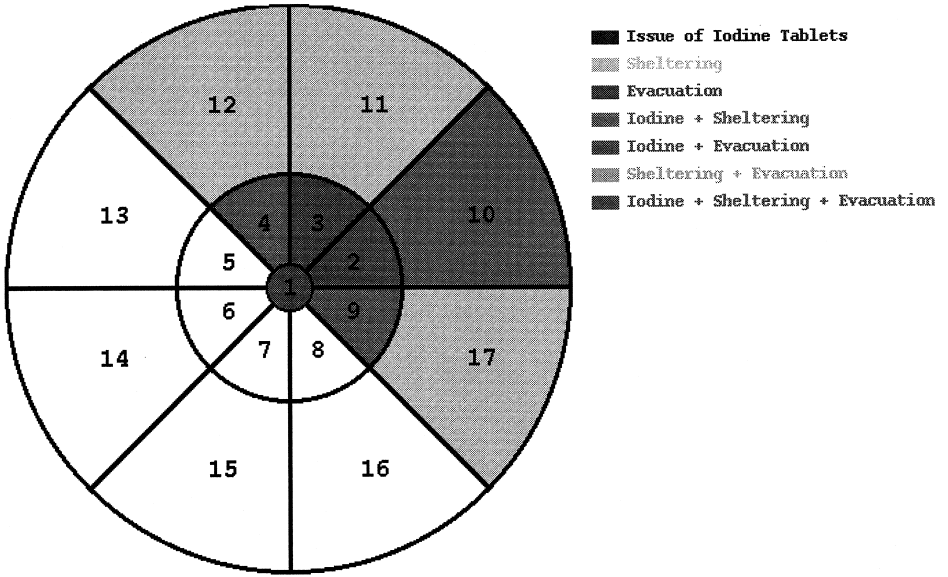 Issue of Iodine Tablets
Sheltering
Evacuation
Iodine + Sheltering
Iodine + Evacuation
Sheltering + Evacuation
Iodine + Sheltering + Evacuation
12 11
13 4 3 10
5 2
1
6 9
14 7 8 17
15 16